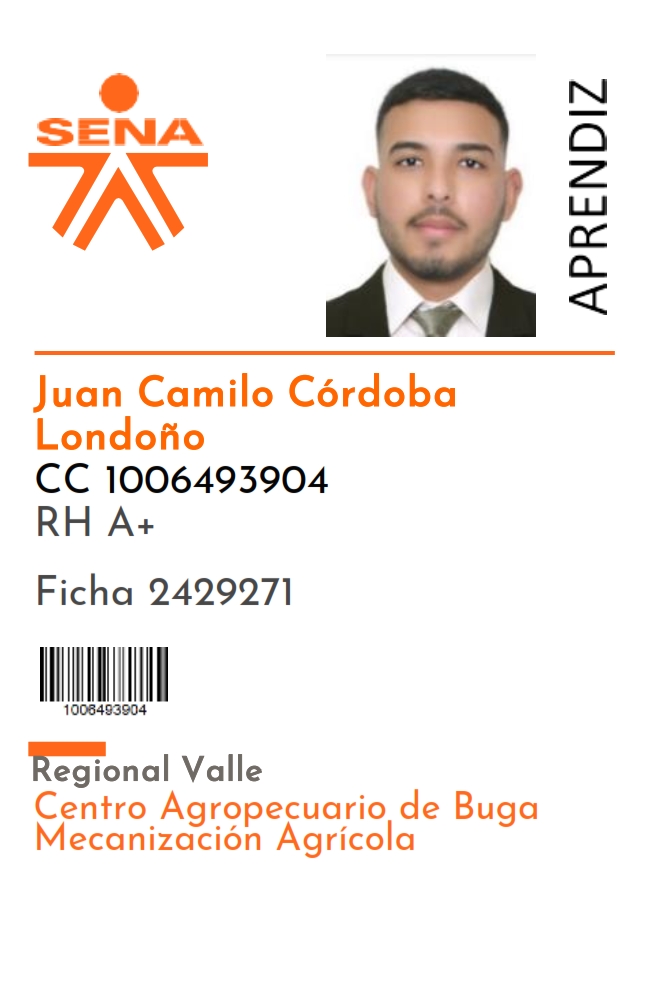 SENA
APRENDIZ
Juan Camilo Córdoba
Londoño
CC 1006493904
RH A+
Ficha 2429271
1006493904
Regional Valle
Centro Agropecuario de Buga
Mecanización Agrícola